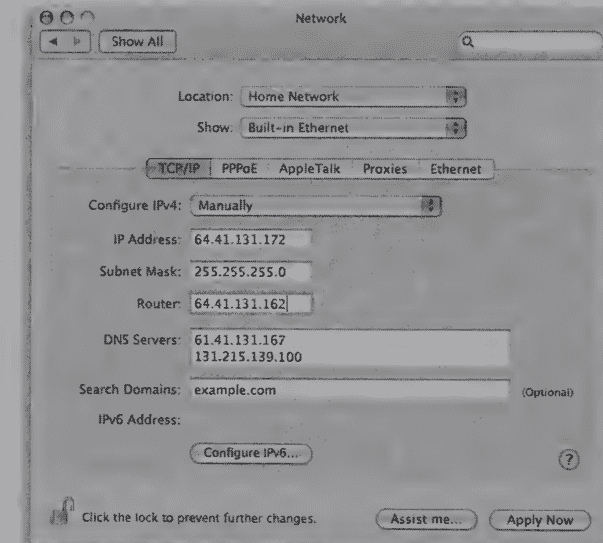 Network
Show All
Location: Home Network
Show: Built-in Ethernet
TCP/IP PPPoE AppleTalk Proxies Ethernet
Configure IPv4: Manually
IP Address: 64.41.131.172
Subnet Mask: 255.255.255.0
Router: 64.41.131.162
DNS Servers: 61.41.131.167
131.215.139.100
Search Domains: example.com (Optional)
IPv6 Address:
Configure IPv6...
?
Click the lock to prevent further changes.
Assist me... Apply Now